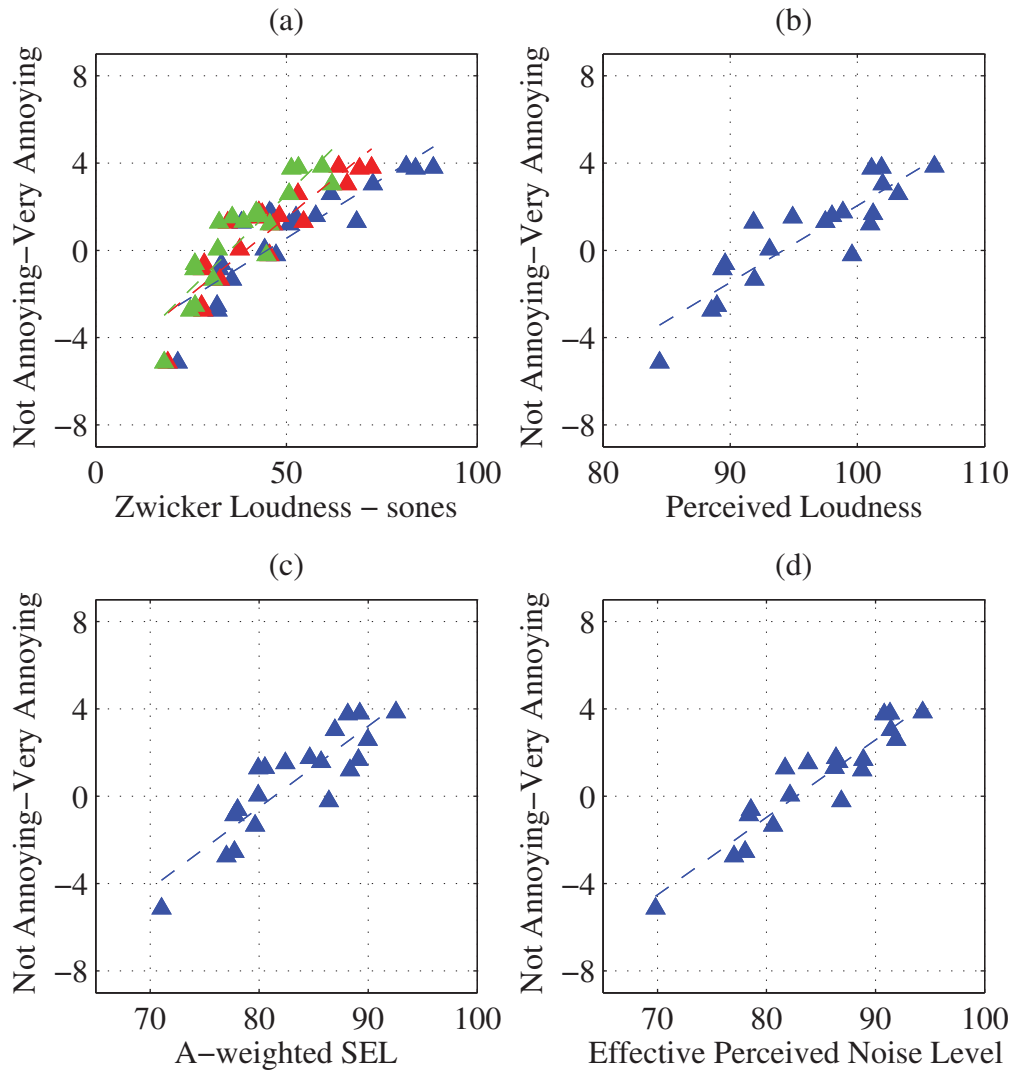 (a)
Not Annoying−Very Annoying
8
4
0
−4
−8
0 50 100
Zwicker Loudness − sones
(b)
Not Annoying−Very Annoying
8
4
0
−4
−8
80 90 100 110
Perceived Loudness
(c)
Not Annoying−Very Annoying
8
4
0
−4
−8
70 80 90 100
A−weighted SEL
(d)
Not Annoying−Very Annoying
8
4
0
−4
−8
70 80 90 100
Effective Perceived Noise Level